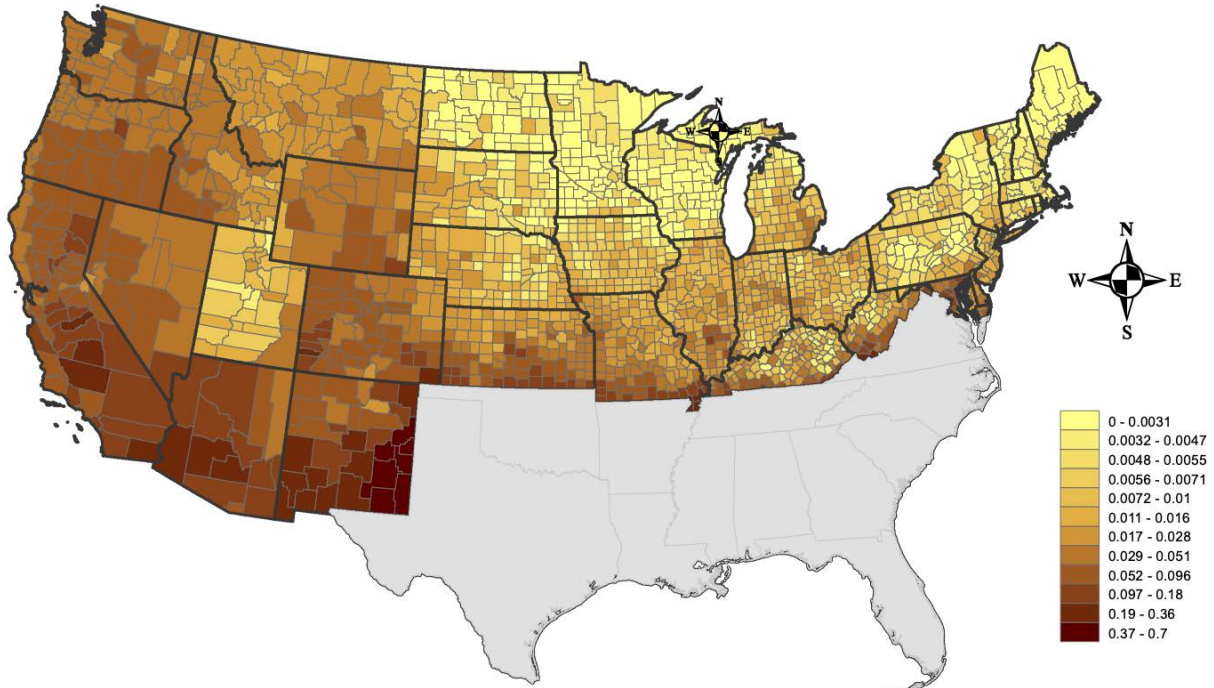 N
W E
S
N
W E
S
0 - 0.0031
0.0032 - 0.0047
0.0048 - 0.0055
0.0056 - 0.0071
0.0072 - 0.01
0.011 - 0.016
0.017 - 0.028
0.029 - 0.051
0.052 - 0.096
0.097 - 0.18
0.19 - 0.36
0.37 - 0.7